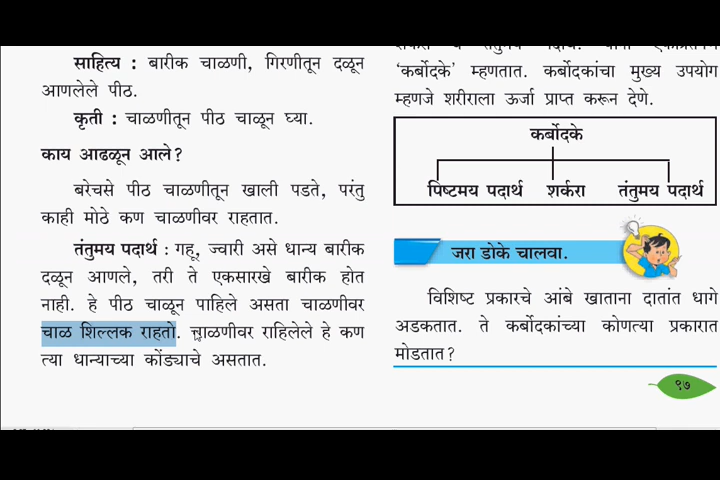 साहित्य : बारीक चाळणी, गिरणीतून दळून
आणलेले पीठ.
कृती : चाळणीतून पीठ चाळून घ्या.
काय आढळून आले?
बरेचसे पीठ चाळणीतून खाली पडते, परंतु
काही मोठे कण चाळणीवर राहतात.
तंतुमय पदार्थ : गहू, ज्वारी असे धान्य बारीक
दळून आणले, तरी ते एकसारखे बारीक होत
नाही. हे पीठ चाळून पाहिले असता चाळणीवर
चाळ शिल्लक राहतो. चाळणीवर राहिलेले हे कण
त्या धान्याच्या कोंड्याचे असतात.
'कर्बोदके' म्हणतात. कर्बोदकांचा मुख्य उपयोग
म्हणजे शरीराला ऊर्जा प्राप्त करून देणे.
कर्बोदके
पिष्टमय पदार्थ शर्करा तंतुमय पदार्थ
जरा डोके चालवा.
विशिष्ट प्रकारचे आंबे खाताना दातांत धागे
अडकतात. ते कर्बोदकांच्या कोणत्या प्रकारात
मोडतात?
९७